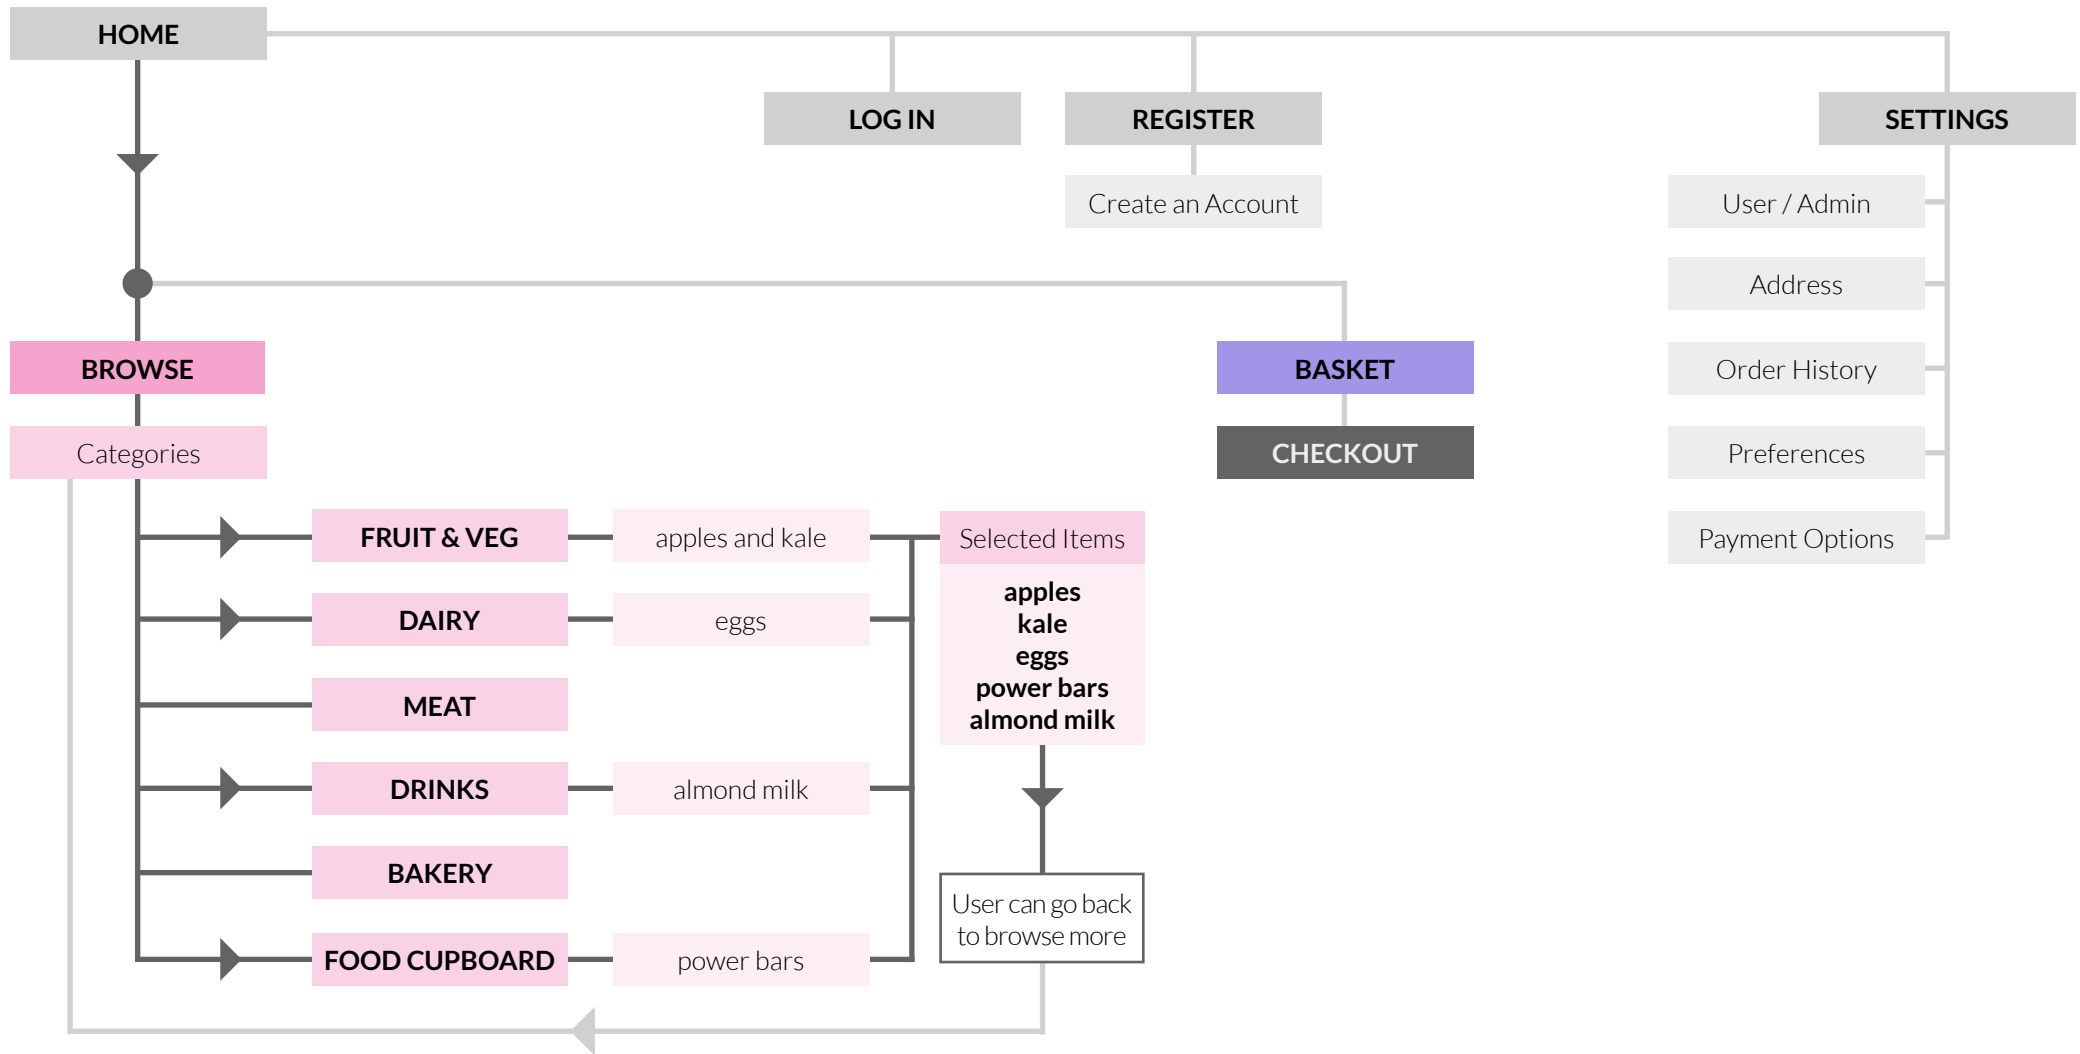 HOME
LOG IN
REGISTER
SETTINGS
Create an Account
User / Admin
Address
BROWSE
BASKET
Order History
Categories
CHECKOUT
Preferences
FRUIT & VEG
apples and kale
Selected Items
Payment Options
apples
kale
eggs
power bars
almond milk
DAIRY
eggs
MEAT
DRINKS
almond milk
BAKERY
User can go back
to browse more
FOOD CUPBOARD
power bars